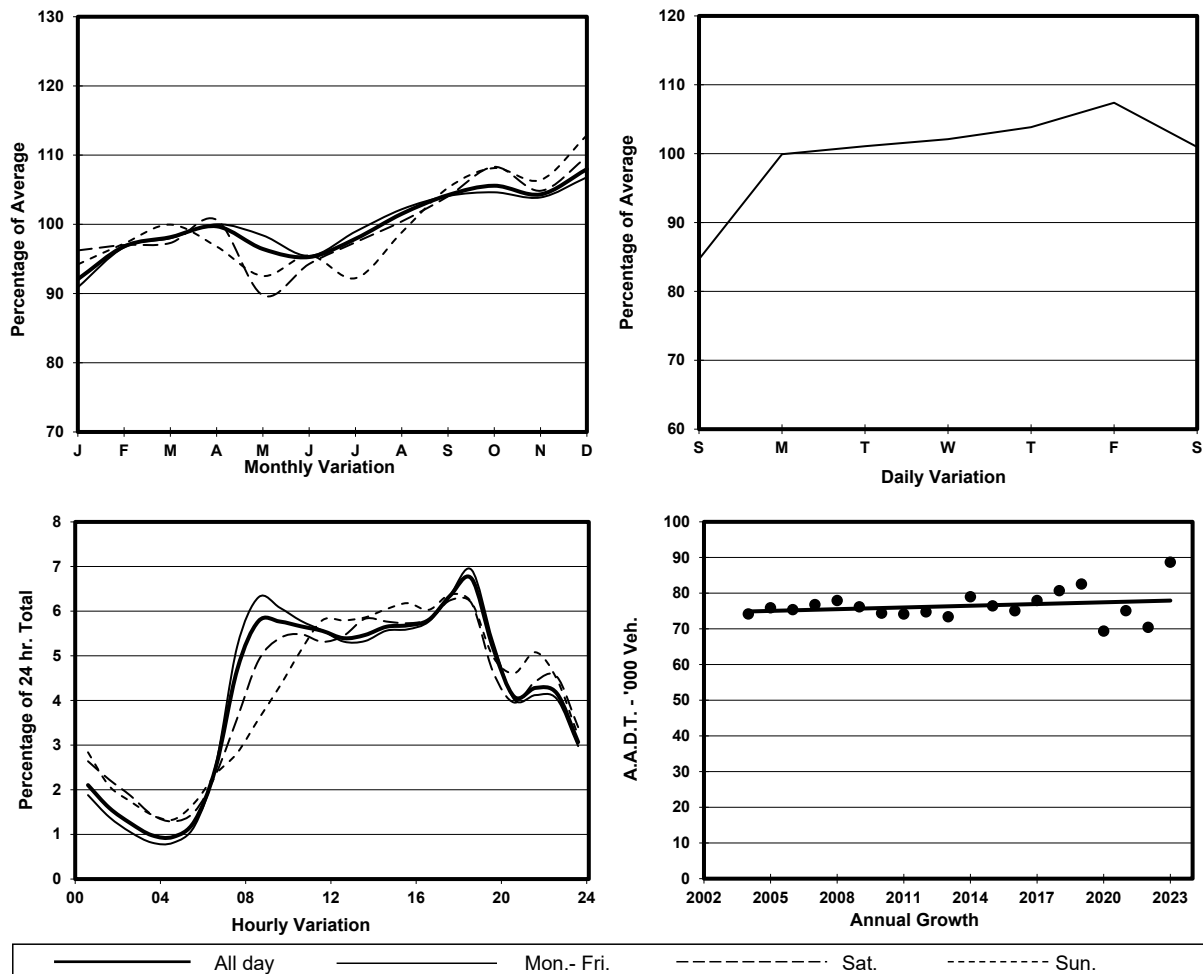 130
120
110
100
90
80
70
Percentage of Average
J F M A M J J A S O N D
Monthly Variation
120
110
100
90
80
70
60
Percentage of Average
S M T W T F S
Daily Variation
8
7
6
5
4
3
2
1
0
Percentage of 24 hr. Total
00 04 08 12 16 20 24
Hourly Variation
100
90
80
70
60
50
40
30
20
10
0
A.A.D.T. - '000 Veh.
2002 2005 2008 2011 2014 2017 2020 2023
Annual Growth
All day Mon.- Fri. Sat. Sun.